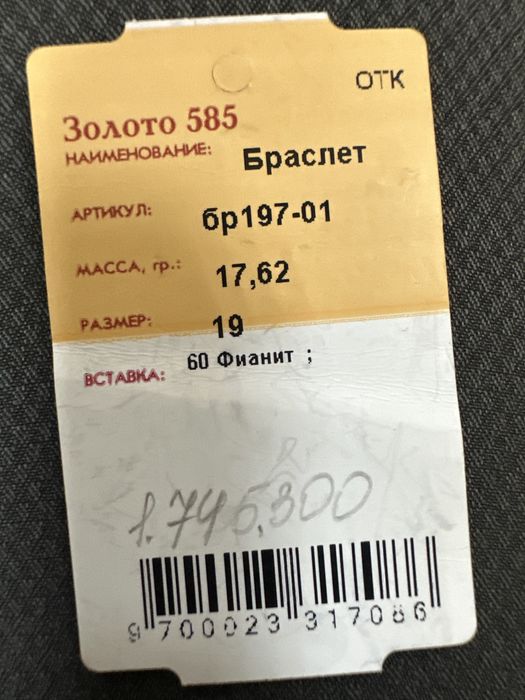 ОТК
Золото 585
НАИМЕНОВАНИЕ: Браслет
АРТИКУЛ: бр197-01
МАССА, гр.: 17,62
РАЗМЕР: 19
ВСТАВКА: 60 Фианит ;
1.745,300
9 700023 317086